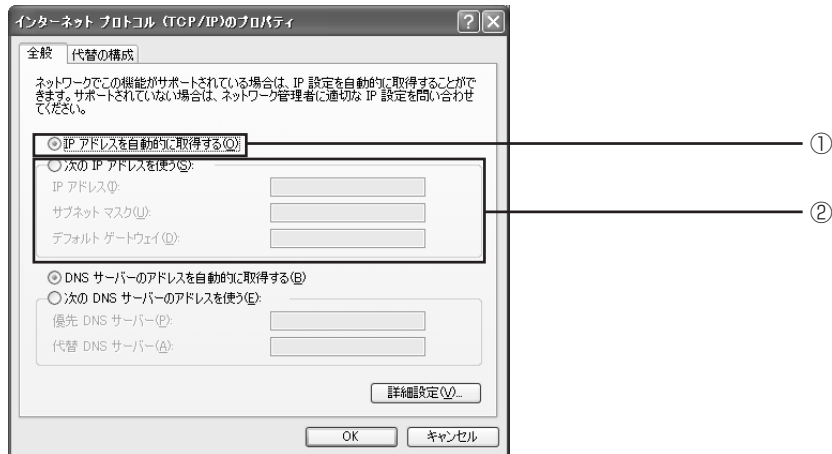 インターネット プロトコル (TCP/IP)のプロパティ
全般 代替の構成
ネットワークでこの機能がサポートされている場合は、IP 設定を自動的に取得することがで
きます。サポートされていない場合は、ネットワーク管理者に適切な IP 設定を問い合わせ
てください。
IP アドレスを自動的に取得する(O)
①
次の IP アドレスを使う(S):
IP アドレス(I):
サブネット マスク(U):
②
デフォルト ゲートウェイ(D):
DNS サーバーのアドレスを自動的に取得する(B)
次の DNS サーバーのアドレスを使う(E):
優先 DNS サーバー(P):
代替 DNS サーバー(A):
詳細設定(V)...
OK キャンセル